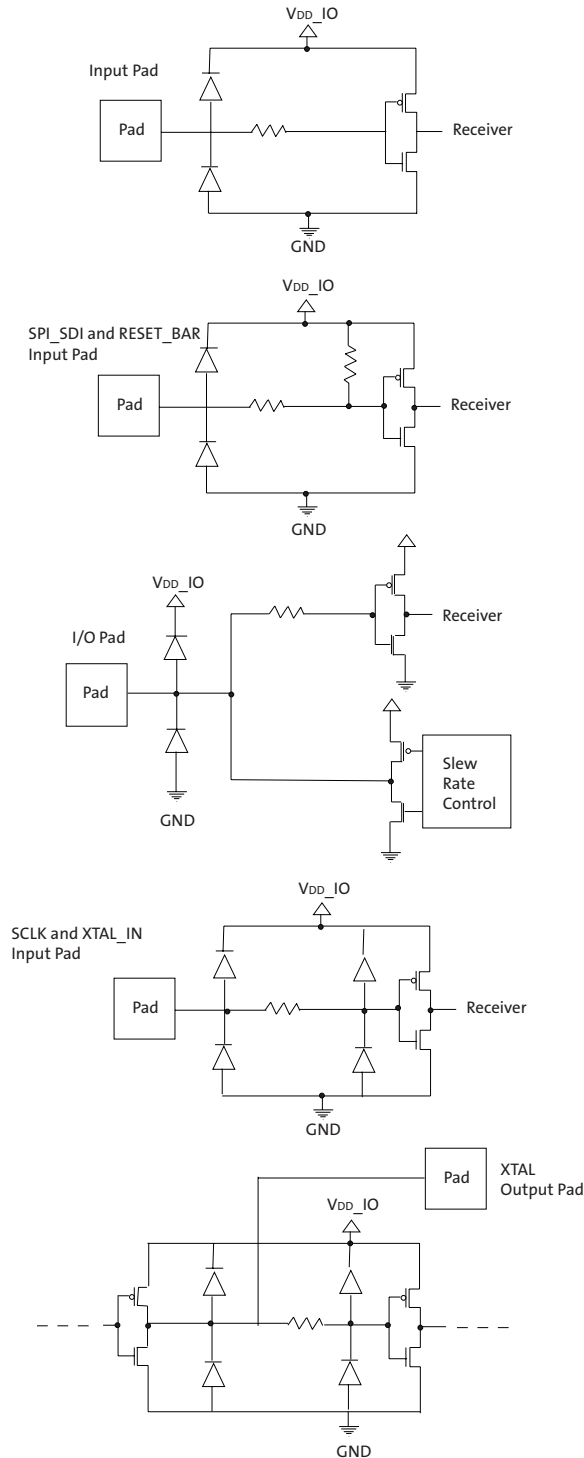 VDD_IO
Input Pad
Pad
Receiver
GND
VDD_IO
SPI_SDI and RESET_BAR
Input Pad
Pad
Receiver
GND
VDD_IO
I/O Pad
Pad
Receiver
GND
Slew
Rate
Control
VDD_IO
SCLK and XTAL_IN
Input Pad
Pad
Receiver
GND
Pad
XTAL
Output Pad
VDD_IO
GND